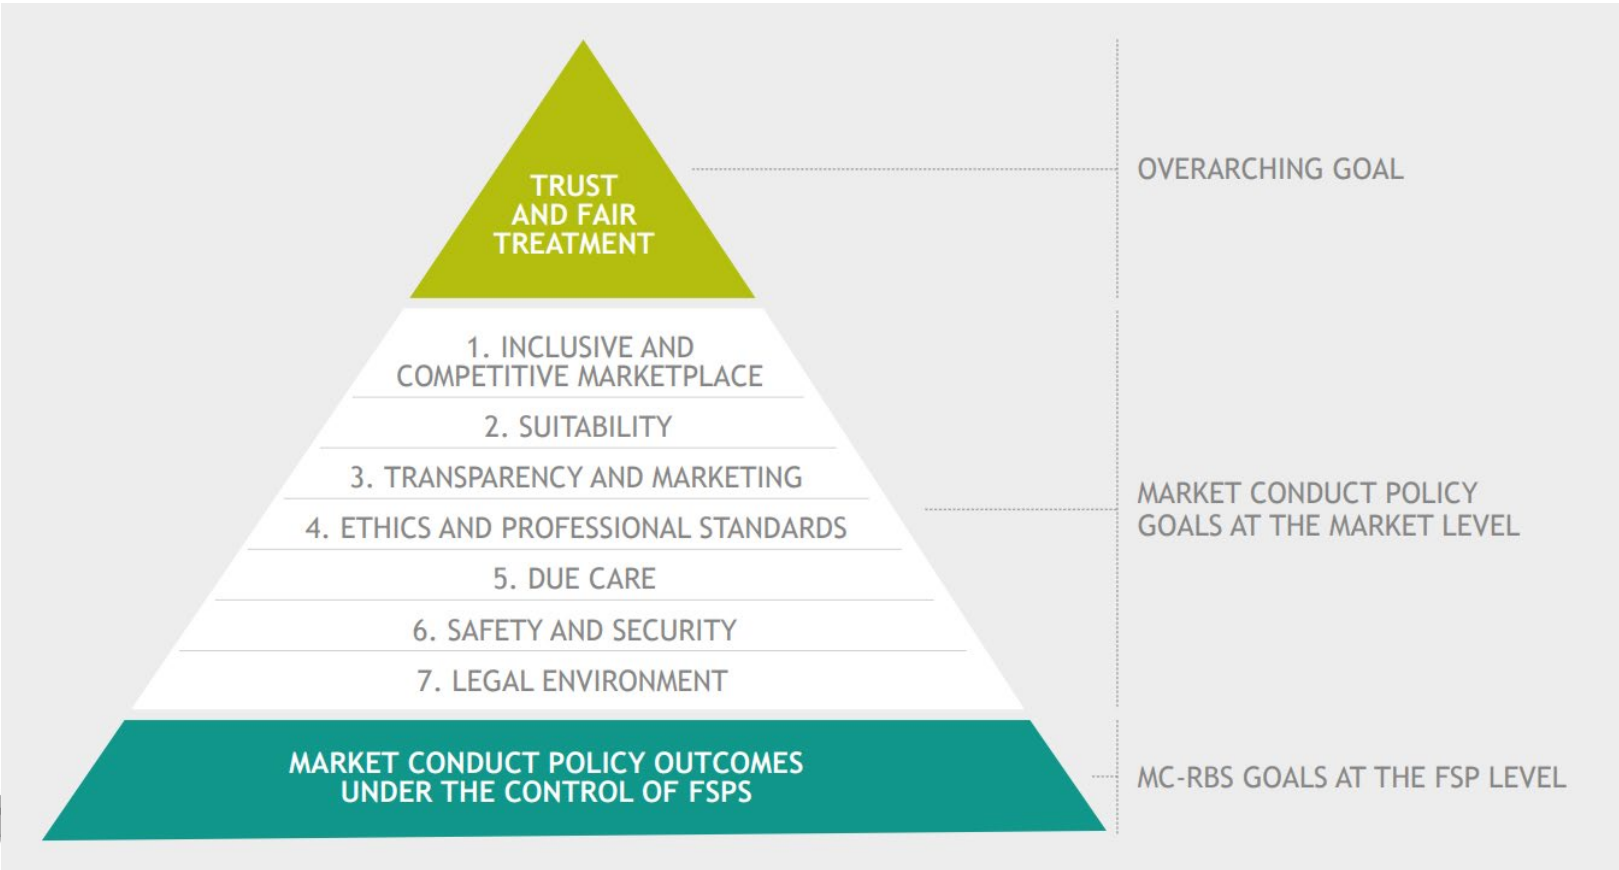 TRUST
AND FAIR
TREATMENT
OVERARCHING GOAL
1. INCLUSIVE AND
COMPETITIVE MARKETPLACE
2. SUITABILITY
3. TRANSPARENCY AND MARKETING
4. ETHICS AND PROFESSIONAL STANDARDS
5. DUE CARE
6. SAFETY AND SECURITY
7. LEGAL ENVIRONMENT
MARKET CONDUCT POLICY
GOALS AT THE MARKET LEVEL
MARKET CONDUCT POLICY OUTCOMES
UNDER THE CONTROL OF FSPS
MC-RBS GOALS AT THE FSP LEVEL